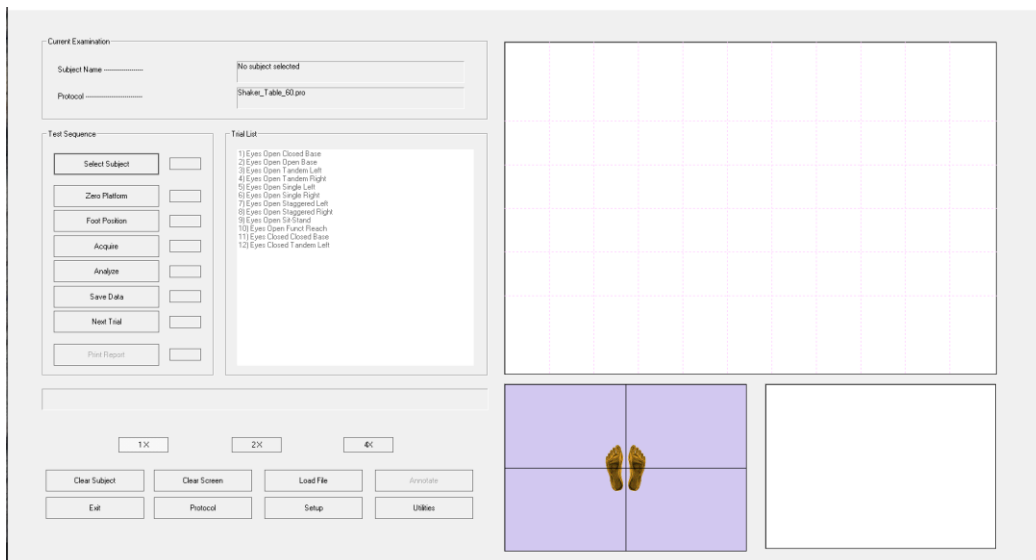 Current Examination
Subject Name -----------------
No subject selected
Protocol -------------------------
Shaker_Table_60.pro
Test Sequence
Select Subject
Zero Platform
Foot Position
Acquire
Analyze
Save Data
Next Trial
Print Report
Trial List
1) Eyes Open Closed Base
2) Eyes Open Open Base
3) Eyes Open Tandem Left
4) Eyes Open Tandem Right
5) Eyes Open Single Left
6) Eyes Open Single Right
7) Eyes Open Staggered Left
8) Eyes Open Staggered Right
9) Eyes Open Sit-Stand
10) Eyes Open Funct Reach
11) Eyes Closed Closed Base
12) Eyes Closed Tandem Left
1X
2X
4X
Clear Subject
Clear Screen
Load File
Annotate
Exit
Protocol
Setup
Utilities